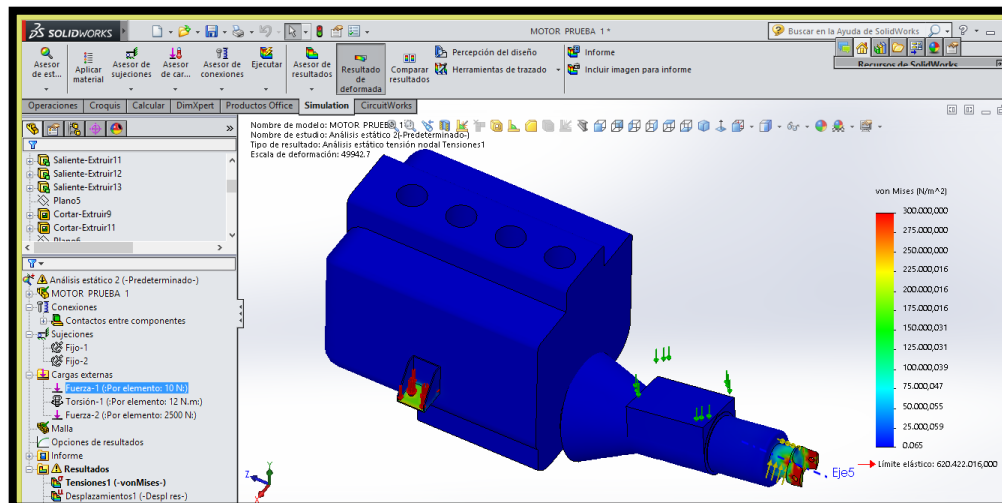 SOLIDWORKS
MOTOR PRUEBA 1 *
Buscar en la Ayuda de SolidWorks
Asesor de est...
Aplicar material
Asesor de sujeciones
Asesor de car...
Asesor de conexiones
Ejecutar
Asesor de resultados
Resultado de deformada
Comparar resultados
Percepción del diseño
Herramientas de trazado
Informe
Incluir imagen para informe
Recursos de SolidWorks
Operaciones Croquis Calcular DimXpert Productos Office Simulation CircuitWorks
Saliente-Extruir11
Saliente-Extruir12
Saliente-Extruir13
Plano5
Cortar-Extruir9
Cortar-Extruir11
Plano6
Análisis estático 2 (-Predeterminado-)
MOTOR PRUEBA 1
Conexiones
Contactos entre componentes
Sujeciones
Fijo-1
Fijo-2
Cargas externas
Fuerza-1 (:Por elemento: 10 N:)
Torsión-1 (:Por elemento: 12 N.m:)
Fuerza-2 (:Por elemento: 2500 N:)
Malla
Opciones de resultados
Informe
Resultados
Tensiones1 (-vonMises-)
Desplazamientos1 (-Despl res-)
Nombre de modelo: MOTOR PRUEBA 1
Nombre de estudio: Análisis estático 2(-Predeterminado-)
Tipo de resultado: Análisis estático tensión nodal Tensiones1
Escala de deformación: 49942.7
von Mises (N/m^2)
300.000,000
275.000,000
250.000,000
225.000,016
200.000,016
175.000,031
150.000,031
125.000,031
100.000,039
75.000,047
50.000,055
25.000,059
0.065
Límite elástico: 620.422.016,000
Eje5
Z
Y
X